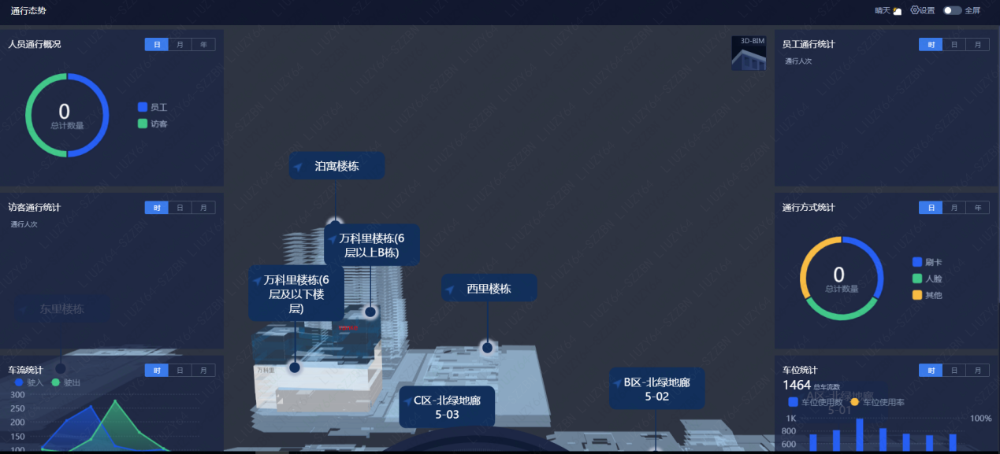 通行态势
晴天 设置 全屏
人员通行概况 日 月 年
0
总计数量
员工
访客
访客通行统计 时 日 月
通行人次
东里楼栋
车流统计 时 日 月
驶入 驶出
300
250
200
150
100
3D-BIM
泊寓楼栋
万科里楼栋(6
层以上B栋)
万科里楼栋(6
层及以下楼
层)
西里楼栋
万科里
C区-北绿地廊
5-03
B区-北绿地廊
5-02
员工通行统计 时 日 月
通行人次
通行方式统计 日 月 年
0
总计数量
刷卡
人脸
其他
车位统计 时 日 月
1464 总车流数
A区-北绿地廊
5-01
车位使用数 车位使用率
1K
800
600
100%